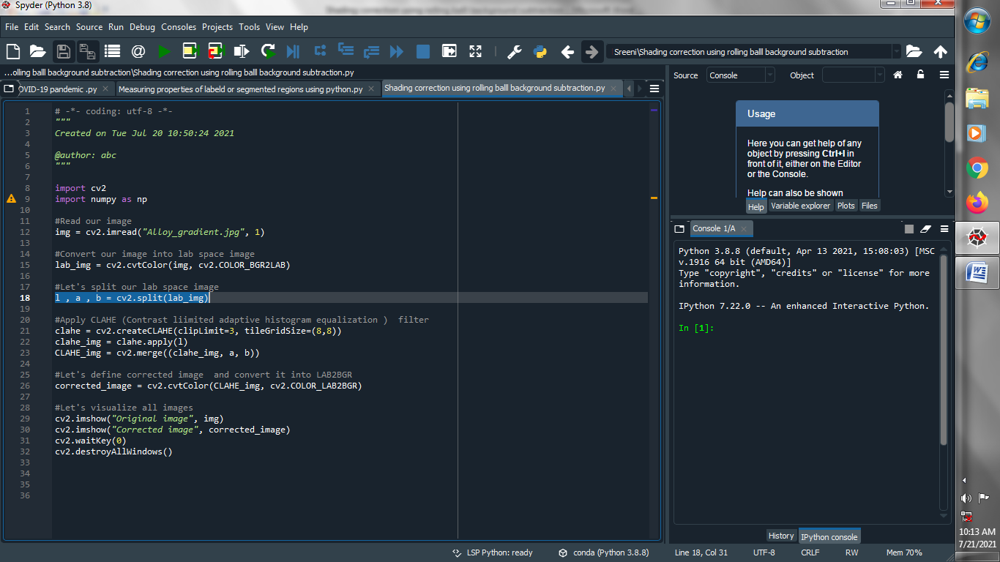 Spyder (Python 3.8)
File Edit Search Source Run Debug Consoles Projects Tools View Help
Sreeni\Shading correction using rolling balll background subtraction
...olling balll background subtraction\Shading correction using rolling balll background subtraction.py
OVID-19 pandemic .py
Measuring properties of labeld or segmented regions using python.py
Shading correction using rolling balll background subtraction.py
1 # -*- coding: utf-8 -*-
2 """
3 Created on Tue Jul 20 10:50:24 2021
4
5 @author: abc
6 """
7
8 import cv2
9 import numpy as np
10
11 #Read our image
12 img = cv2.imread("Alloy_gradient.jpg", 1)
13
14 #Convert our image into lab space image
15 lab_img = cv2.cvtColor(img, cv2.COLOR_BGR2LAB)
16
17 #Let's split our lab space image
18 l , a , b = cv2.split(lab_img)
19
20 #Apply CLAHE (Contrast liimited adaptive histogram equalization )  filter
21 clahe = cv2.createCLAHE(clipLimit=3, tileGridSize=(8,8))
22 clahe_img = clahe.apply(l)
23 CLAHE_img = cv2.merge((clahe_img, a, b))
24
25 #Let's define corrected image  and convert it into LAB2BGR
26 corrected_image = cv2.cvtColor(CLAHE_img, cv2.COLOR_LAB2BGR)
27
28 #Let's visualize all images
29 cv2.imshow("Original image", img)
30 cv2.imshow("Corrected image", corrected_image)
31 cv2.waitKey(0)
32 cv2.destroyAllWindows()
33
34
35
36
Source Console Object
Usage
Here you can get help of any
object by pressing Ctrl+I in
front of it, either on the Editor
or the Console.
Help can also be shown
Help Variable explorer Plots Files
Console 1/A
Python 3.8.8 (default, Apr 13 2021, 15:08:03) [MSC
v.1916 64 bit (AMD64)]
Type "copyright", "credits" or "license" for more
information.
IPython 7.22.0 -- An enhanced Interactive Python.
In [1]:
History IPython console
LSP Python: ready conda (Python 3.8.8) Line 18, Col 31 UTF-8 CRLF RW Mem 70%
10:13 AM
7/21/2021